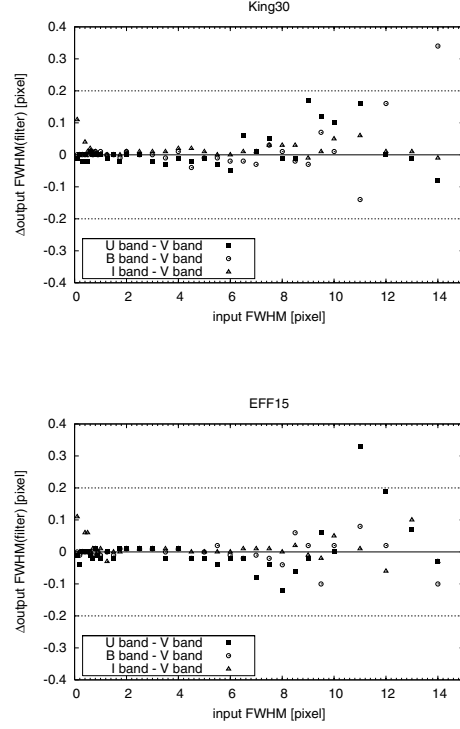 King30
Δoutput FWHM(filter) [pixel]
0.4
0.3
0.2
0.1
0
-0.1
-0.2
-0.3
-0.4
U band - V band
B band - V band
I band - V band
0 2 4 6 8 10 12 14
input FWHM [pixel]
EFF15
Δoutput FWHM(filter) [pixel]
0.4
0.3
0.2
0.1
0
-0.1
-0.2
-0.3
-0.4
U band - V band
B band - V band
I band - V band
0 2 4 6 8 10 12 14
input FWHM [pixel]